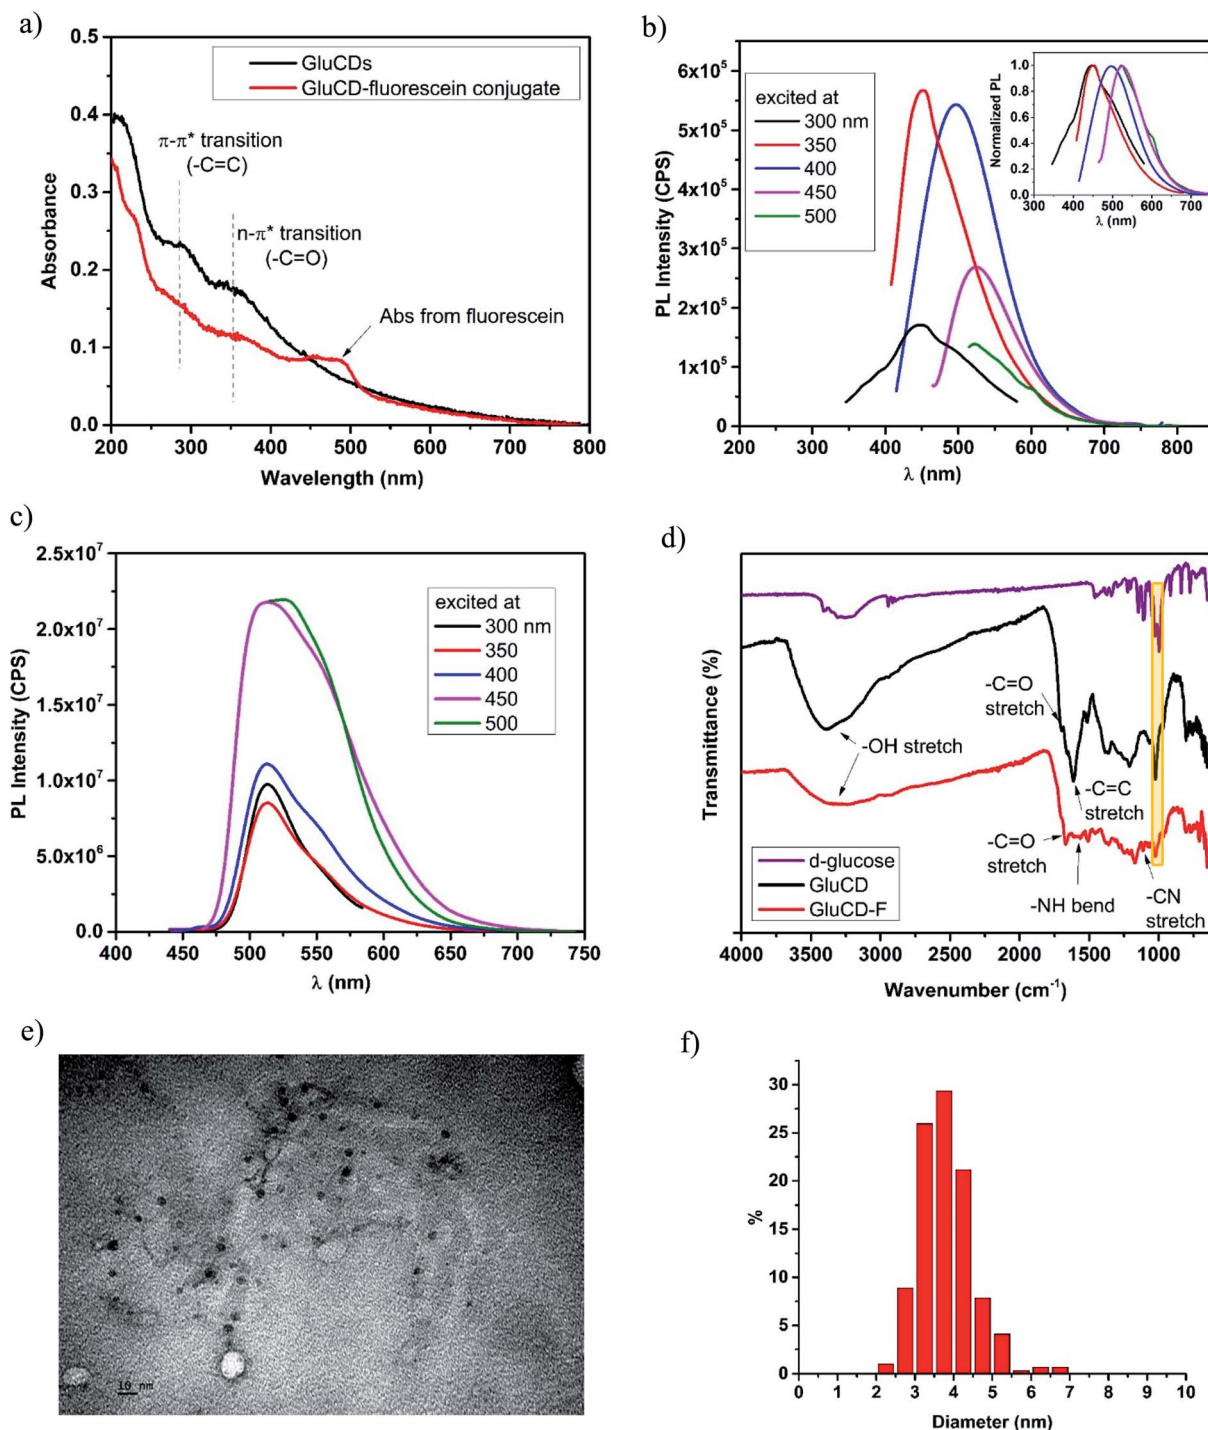 a)
0.5
0.4
0.3
0.2
0.1
0.0
Absorbance
GluCDs
GluCD-fluorescein conjugate
π-π* transition
(-C=C)
n-π* transition
(-C=O)
Abs from fluorescein
200 300 400 500 600 700 800
Wavelength (nm)
b)
6x10⁵
5x10⁵
4x10⁵
3x10⁵
2x10⁵
1x10⁵
0
PL Intensity (CPS)
excited at
300 nm
350
400
450
500
1.0
0.8
0.6
0.4
0.2
0.0
Normalized PL
300 400 500 600 700
λ (nm)
200 300 400 500 600 700 800
λ (nm)
c)
2.5x10⁷
2.0x10⁷
1.5x10⁷
1.0x10⁷
5.0x10⁶
0.0
PL Intensity (CPS)
excited at
300 nm
350
400
450
500
400 450 500 550 600 650 700 750
λ (nm)
d)
Transmittance (%)
-C=O
stretch
-OH stretch
-C=C
stretch
-C=O
stretch
-NH bend
-CN
stretch
d-glucose
GluCD
GluCD-F
4000 3500 3000 2500 2000 1500 1000
Wavenumber (cm⁻¹)
e)
10 nm
f)
30
25
20
15
10
5
0
%
0 1 2 3 4 5 6 7 8 9 10
Diameter (nm)